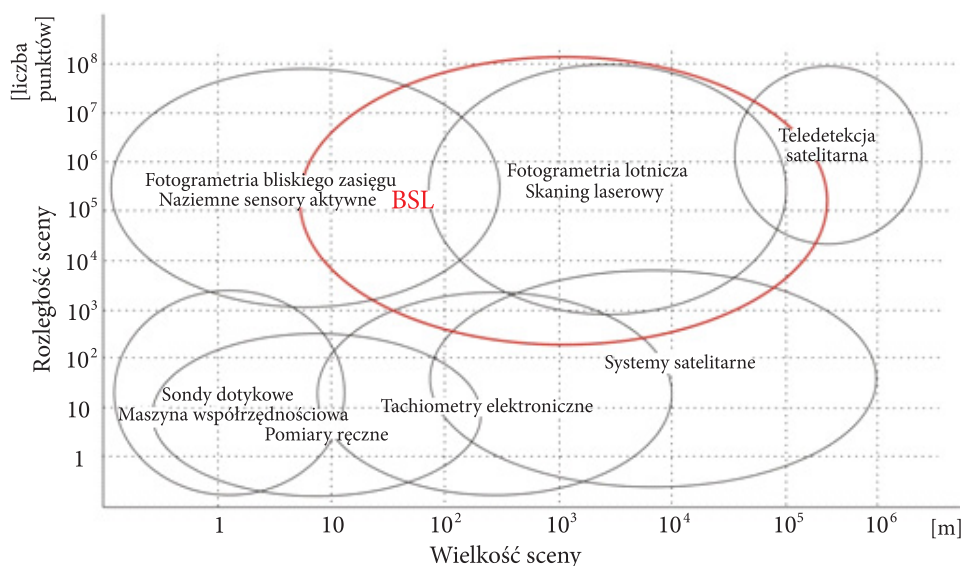 [liczba
punktów]
Rozległość sceny
10⁸
10⁷
10⁶
10⁵
10⁴
10³
10²
10
1
Teledetekcja
satelitarna
Fotogrametria bliskiego zasięgu
Naziemne sensory aktywne
BSL
Fotogrametria lotnicza
Skaning laserowy
Systemy satelitarne
Sondy dotykowe
Maszyna współrzędnościowa
Pomiary ręczne
Tachiometry elektroniczne
1 10 10² 10³ 10⁴ 10⁵ 10⁶ [m]
Wielkość sceny